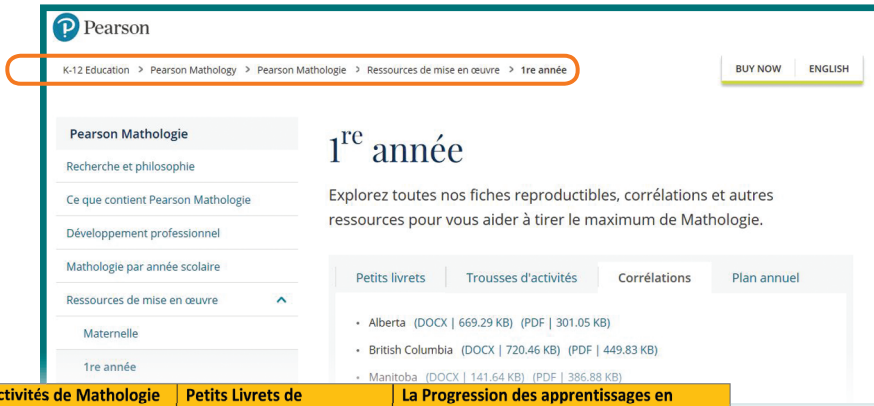 Pearson
K-12 Education > Pearson Mathology > Pearson Mathologie > Ressources de mise en œuvre > 1re année
BUY NOW
ENGLISH
Pearson Mathologie
Recherche et philosophie
Ce que contient Pearson Mathologie
Développement professionnel
Mathologie par année scolaire
Ressources de mise en œuvre
Maternelle
1re année
1re année
Explorez toutes nos fiches reproductibles, corrélations et autres
ressources pour vous aider à tirer le maximum de Mathologie.
Petits livrets
Trousses d'activités
Corrélations
Plan annuel
• Alberta (DOCX | 669.29 KB) (PDF | 301.05 KB)
• British Columbia (DOCX | 720.46 KB) (PDF | 449.83 KB)
• Manitoba (DOCX | 141.64 KB) (PDF | 386.88 KB)
ctivités de Mathologie
Petits Livrets de
La Progression des apprentissages en